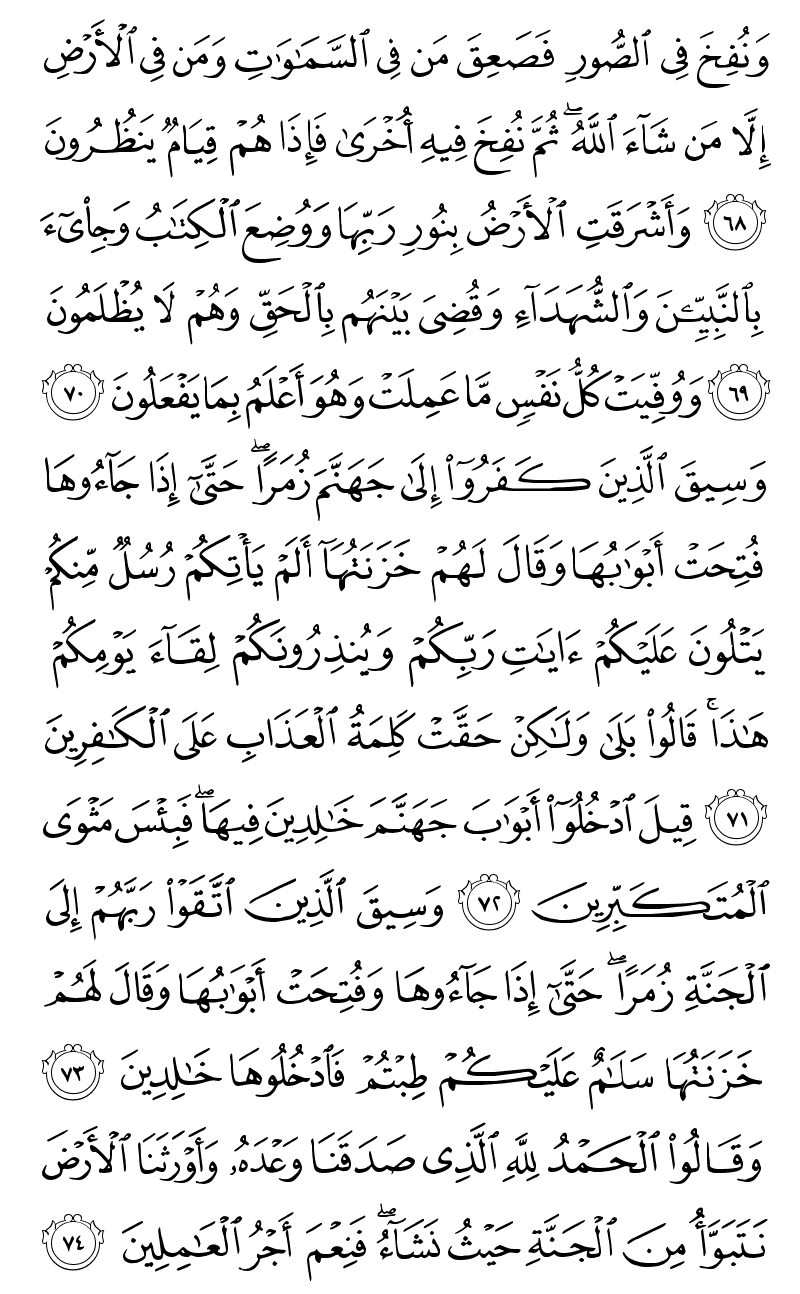 وَنُفِخَ فِي ٱلصُّورِ فَصَعِقَ مَن فِي ٱلسَّمَٰوَٰتِ وَمَن فِي ٱلْأَرْضِ
إِلَّا مَن شَآءَ ٱللَّهُۖ ثُمَّ نُفِخَ فِيهِ أُخْرَىٰ فَإِذَا هُمْ قِيَامٌ يَنظُرُونَ
٦٨ وَأَشْرَقَتِ ٱلْأَرْضُ بِنُورِ رَبِّهَا وَوُضِعَ ٱلْكِتَٰبُ وَجِا۟ىٓءَ
بِٱلنَّبِيِّـۧنَ وَٱلشُّهَدَآءِ وَقُضِيَ بَيْنَهُم بِٱلْحَقِّ وَهُمْ لَا يُظْلَمُونَ
٦٩ وَوُفِّيَتْ كُلُّ نَفْسٍ مَّا عَمِلَتْ وَهُوَ أَعْلَمُ بِمَا يَفْعَلُونَ ٧٠
وَسِيقَ ٱلَّذِينَ كَفَرُوٓا۟ إِلَىٰ جَهَنَّمَ زُمَرًاۖ حَتَّىٰٓ إِذَا جَآءُوهَا
فُتِحَتْ أَبْوَٰبُهَا وَقَالَ لَهُمْ خَزَنَتُهَآ أَلَمْ يَأْتِكُمْ رُسُلٌ مِّنكُمْ
يَتْلُونَ عَلَيْكُمْ ءَايَٰتِ رَبِّكُمْ وَيُنذِرُونَكُمْ لِقَآءَ يَوْمِكُمْ
هَٰذَاۚ قَالُوا۟ بَلَىٰ وَلَٰكِنْ حَقَّتْ كَلِمَةُ ٱلْعَذَابِ عَلَى ٱلْكَٰفِرِينَ
٧١ قِيلَ ٱدْخُلُوٓا۟ أَبْوَٰبَ جَهَنَّمَ خَٰلِدِينَ فِيهَاۖ فَبِئْسَ مَثْوَى
ٱلْمُتَكَبِّرِينَ ٧٢ وَسِيقَ ٱلَّذِينَ ٱتَّقَوْا۟ رَبَّهُمْ إِلَى
ٱلْجَنَّةِ زُمَرًاۖ حَتَّىٰٓ إِذَا جَآءُوهَا وَفُتِحَتْ أَبْوَٰبُهَا وَقَالَ لَهُمْ
خَزَنَتُهَا سَلَٰمٌ عَلَيْكُمْ طِبْتُمْ فَٱدْخُلُوهَا خَٰلِدِينَ ٧٣
وَقَالُوا۟ ٱلْحَمْدُ لِلَّهِ ٱلَّذِى صَدَقَنَا وَعْدَهُۥ وَأَوْرَثَنَا ٱلْأَرْضَ
نَتَبَوَّأُ مِنَ ٱلْجَنَّةِ حَيْثُ نَشَآءُۖ فَنِعْمَ أَجْرُ ٱلْعَٰمِلِينَ ٧٤